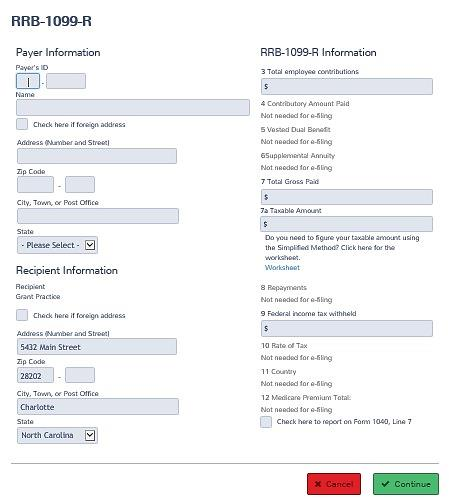 RRB-1099-R
Payer Information
Payer's ID
-
Name
Check here if foreign address
Address (Number and Street)
Zip Code
-
City, Town, or Post Office
State
- Please Select -
Recipient Information
Recipient
Grant Practice
Check here if foreign address
Address (Number and Street)
5432 Main Street
Zip Code
28202 -
City, Town, or Post Office
Charlotte
State
North Carolina
RRB-1099-R Information
3 Total employee contributions
$
4 Contributory Amount Paid
Not needed for e-filing
5 Vested Dual Benefit
Not needed for e-filing
6Supplemental Annuity
Not needed for e-filing
7 Total Gross Paid
$
7a Taxable Amount
$
Do you need to figure your taxable amount using
the Simplified Method? Click here for the
worksheet.
Worksheet
8 Repayments
Not needed for e-filing
9 Federal income tax withheld
$
10 Rate of Tax
Not needed for e-filing
11 Country
Not needed for e-filing
12 Medicare Premium Total:
Not needed for e-filing
Check here to report on Form 1040, Line 7
Cancel
Continue